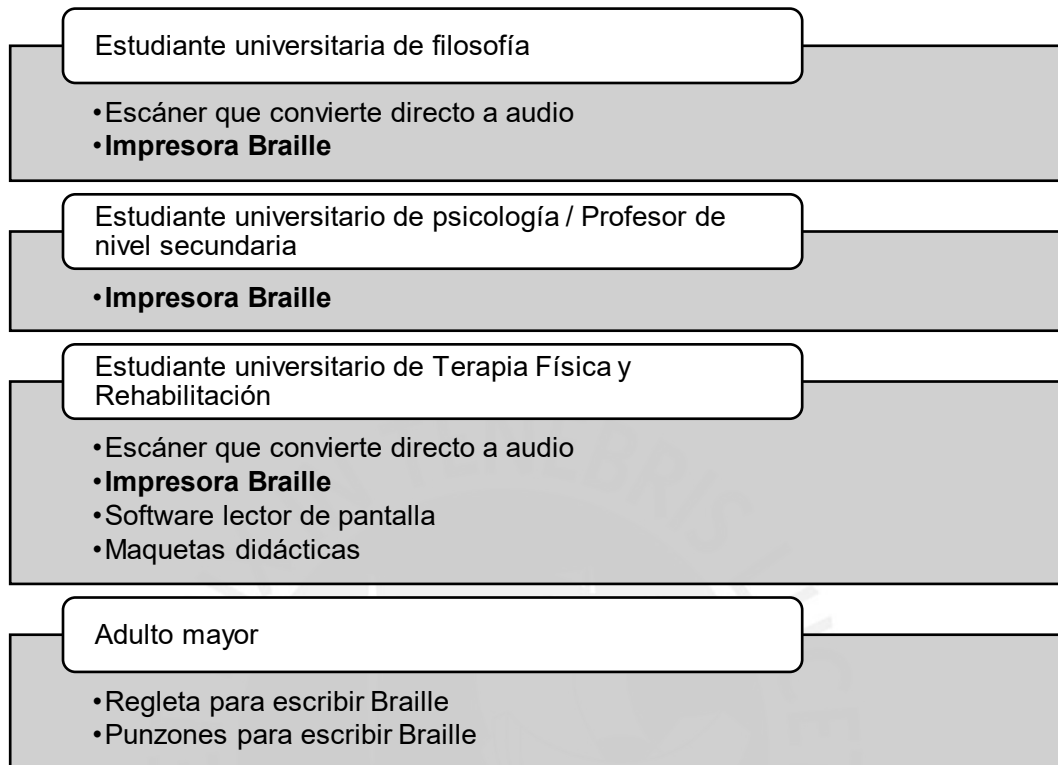 Estudiante universitaria de filosofía
•Escáner que convierte directo a audio
•Impresora Braille
Estudiante universitario de psicología / Profesor de
nivel secundaria
•Impresora Braille
Estudiante universitario de Terapia Física y
Rehabilitación
•Escáner que convierte directo a audio
•Impresora Braille
•Software lector de pantalla
•Maquetas didácticas
Adulto mayor
•Regleta para escribir Braille
•Punzones para escribir Braille
TENEBRIS